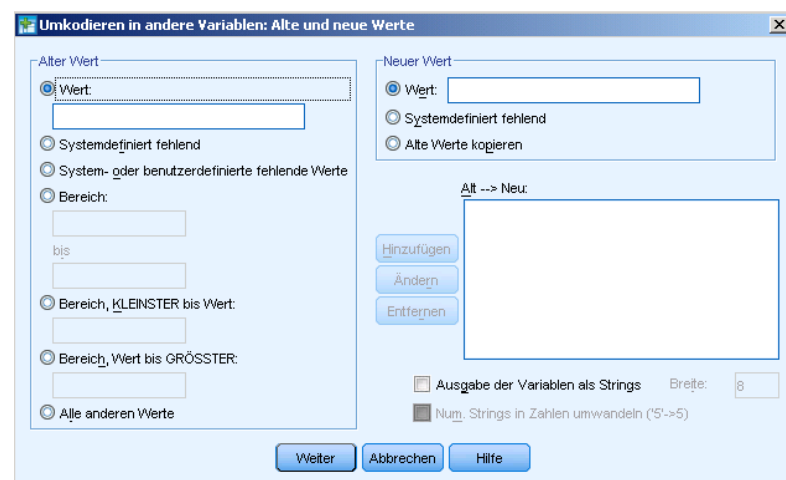 Umkodieren in andere Variablen: Alte und neue Werte
Alter Wert
Wert:
Systemdefiniert fehlend
System- oder benutzerdefinierte fehlende Werte
Bereich:
bis
Bereich, KLEINSTER bis Wert:
Bereich, Wert bis GRÖSSTER:
Alle anderen Werte
Neuer Wert
Wert:
Systemdefiniert fehlend
Alte Werte kopieren
Alt --> Neu:
Hinzufügen
Ändern
Entfernen
Ausgabe der Variablen als Strings Breite: 8
Num. Strings in Zahlen umwandeln ('5'->5)
Weiter Abbrechen Hilfe